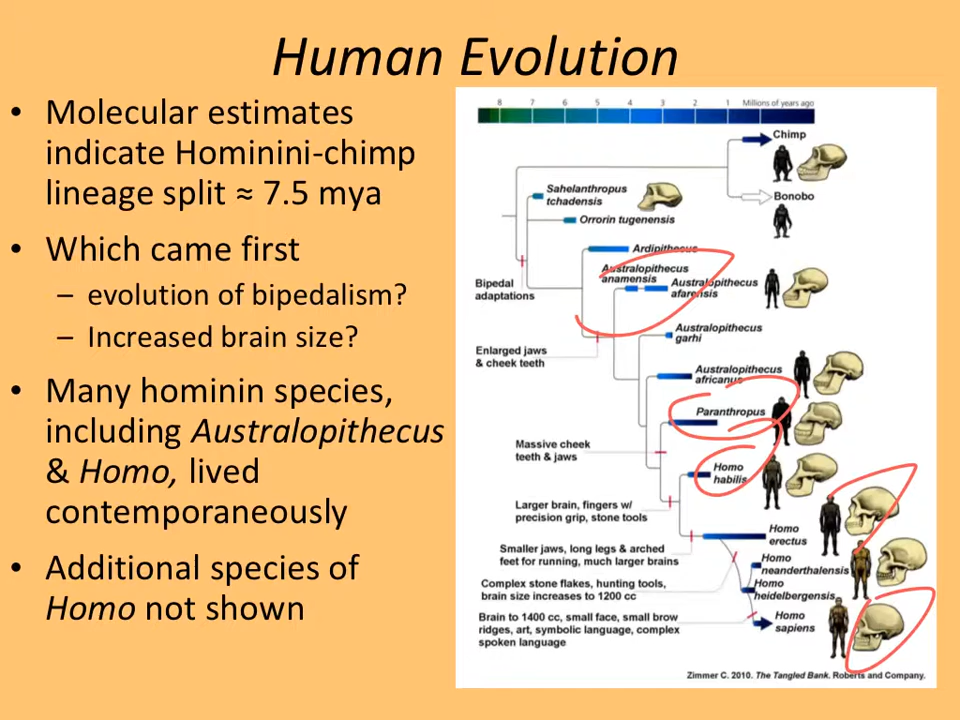 Human Evolution
• Molecular estimates
indicate Hominini-chimp
lineage split ≈ 7.5 mya
• Which came first
– evolution of bipedalism?
– Increased brain size?
• Many hominin species,
including Australopithecus
& Homo, lived
contemporaneously
• Additional species of
Homo not shown
8 7 6 5 4 3 2 1 Millions of years ago
Chimp
Bonobo
Sahelanthropus
tchadensis
Orrorin tugenensis
Ardipithecus
Australopithecus
anamensis
Australopithecus
afarensis
Bipedal
adaptations
Australopithecus
garhi
Enlarged jaws
& cheek teeth
Australopithecus
africanus
Paranthropus
Massive cheek
teeth & jaws
Homo
habilis
Larger brain, fingers w/
precision grip, stone tools
Homo
erectus
Smaller jaws, long legs & arched
feet for running, much larger brains
Homo
neanderthalensis
Complex stone flakes, hunting tools,
brain size increases to 1200 cc
Homo
heidelbergensis
Brain to 1400 cc, small face, small brow
ridges, art, symbolic language, complex
spoken language
Homo
sapiens
Zimmer C. 2010. The Tangled Bank. Roberts and Company.